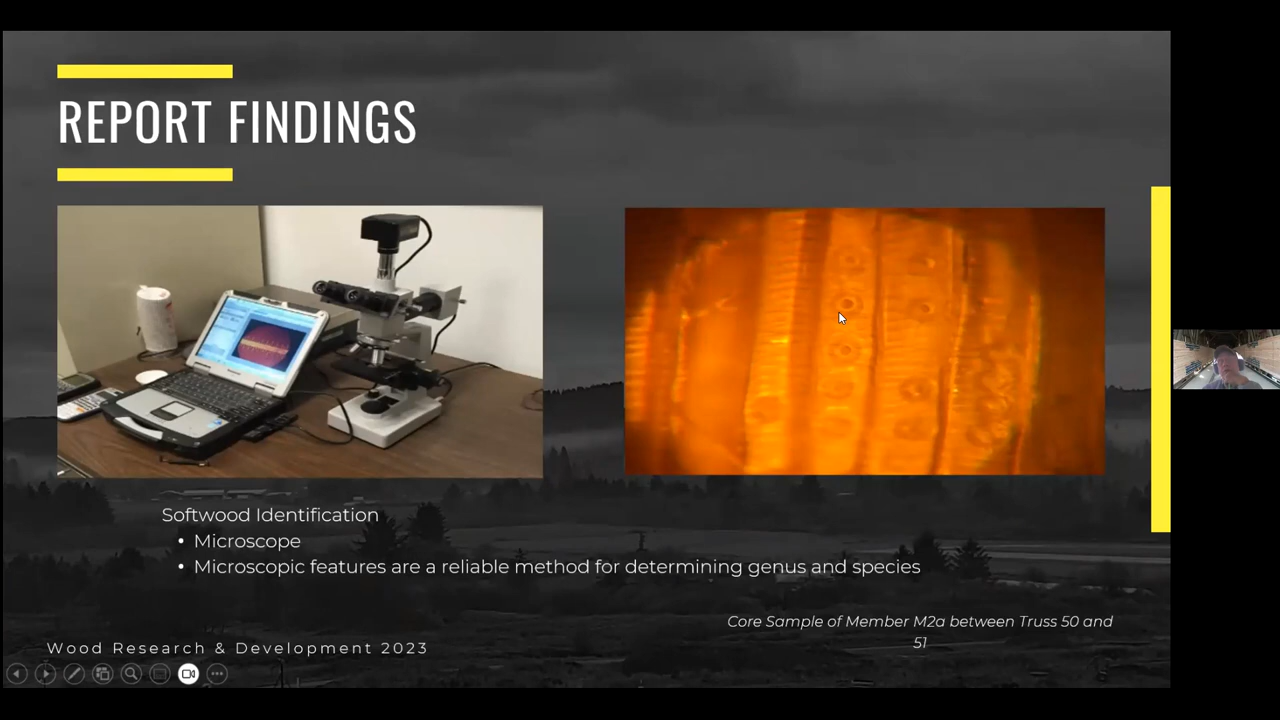 REPORT FINDINGS
Softwood Identification
• Microscope
• Microscopic features are a reliable method for determining genus and species
Core Sample of Member M2a between Truss 50 and
51
Wood Research & Development 2023